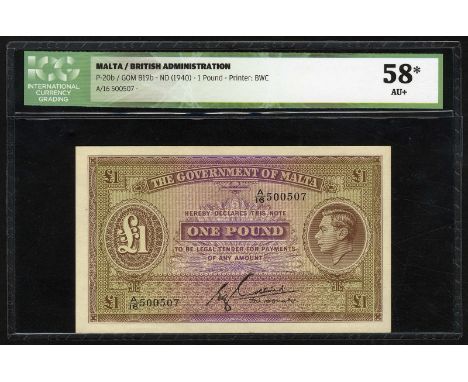 ICG
INTERNATIONAL
CURRENCY
GRADING
MALTA / BRITISH ADMINISTRATION
P-20b / GOM B19b - ND (1940) - 1 Pound - Printer: BWC
A/16 500507 -
58*
AU+
£1
£1
THE GOVERNMENT OF MALTA
A/16 500507
HEREBY DECLARES THIS NOTE
£1
ONE POUND
TO BE LEGAL TENDER FOR PAYMENTS
OF ANY AMOUNT
A/16 500507
£1
£1